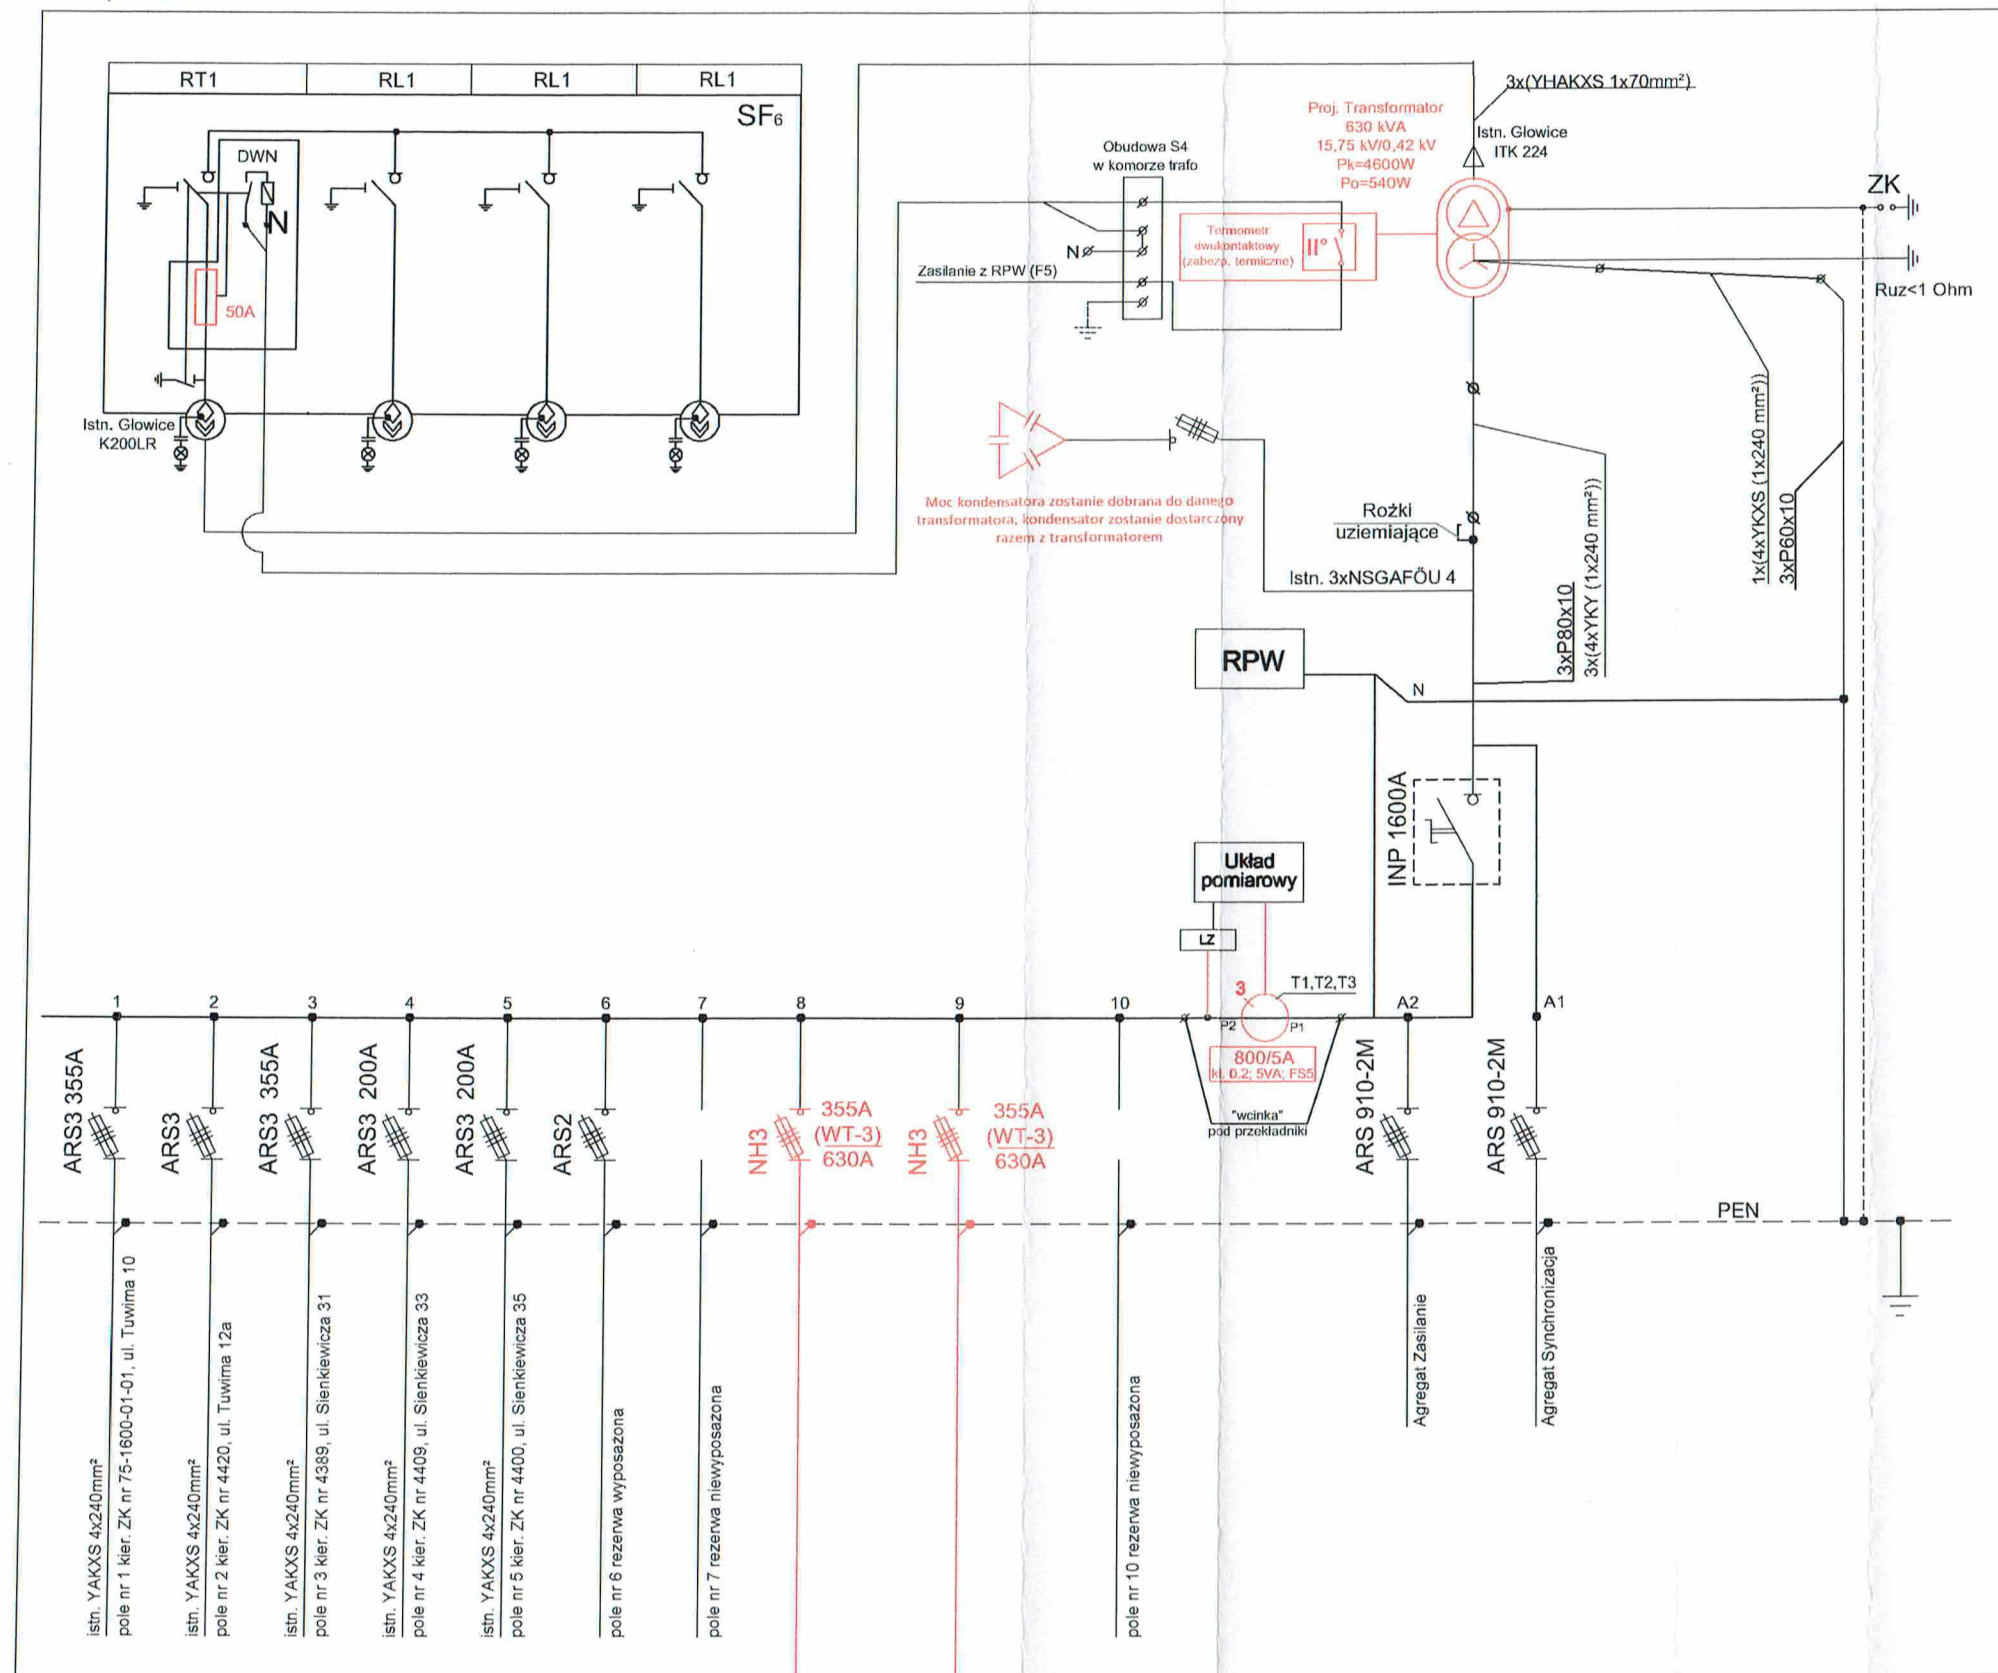 RT1
RL1
RL1
RL1
SF6
DWN
N
50A
Istn. Głowice
K200LR
3x(YHAKXS 1x70mm²)
Istn. Głowice
ITK 224
Proj. Transformator
630 kVA
15,75 kV/0,42 kV
Pk=4600W
Po=540W
Obudowa S4
w komorze trafo
N
Zasilanie z RPW (F5)
Termometr
dwukontaktowy
(zabezp. termiczne)
II°
ZK
Ruz<1 Ohm
Moc kondensatora zostanie dobrana do danego
transformatora, kondensator zostanie dostarczony
razem z transformatorem
Rożki
uziemiające
Istn. 3xNSGAFÖU 4
3xP80x10
3x(4xYKY (1x240 mm²))
1x(4xYKXS (1x240 mm²))
3xP60x10
RPW
N
INP 1600A
Układ
pomiarowy
LZ
3
T1,T2,T3
P2
P1
800/5A
kl. 0.2; 5VA; FS5
"wcinka"
pod przekładniki
1
2
3
4
5
6
7
8
9
10
A2
A1
ARS3 355A
ARS3
ARS3 355A
ARS3 200A
ARS3 200A
ARS2
NH3
355A
(WT-3)
630A
NH3
355A
(WT-3)
630A
ARS 910-2M
ARS 910-2M
PEN
istn. YAKXS 4x240mm²
pole nr 1 kier. ZK nr 75-1600-01-01, ul. Tuwima 10
istn. YAKXS 4x240mm²
pole nr 2 kier. ZK nr 4420, ul. Tuwima 12a
istn. YAKXS 4x240mm²
pole nr 3 kier. ZK nr 4389, ul. Sienkiewicza 31
istn. YAKXS 4x240mm²
pole nr 4 kier. ZK nr 4409, ul. Sienkiewicza 33
istn. YAKXS 4x240mm²
pole nr 5 kier. ZK nr 4400, ul. Sienkiewicza 35
pole nr 6 rezerwa wyposażona
pole nr 7 rezerwa niewyposażona
pole nr 10 rezerwa niewyposażona
Agregat Zasilanie
Agregat Synchronizacja